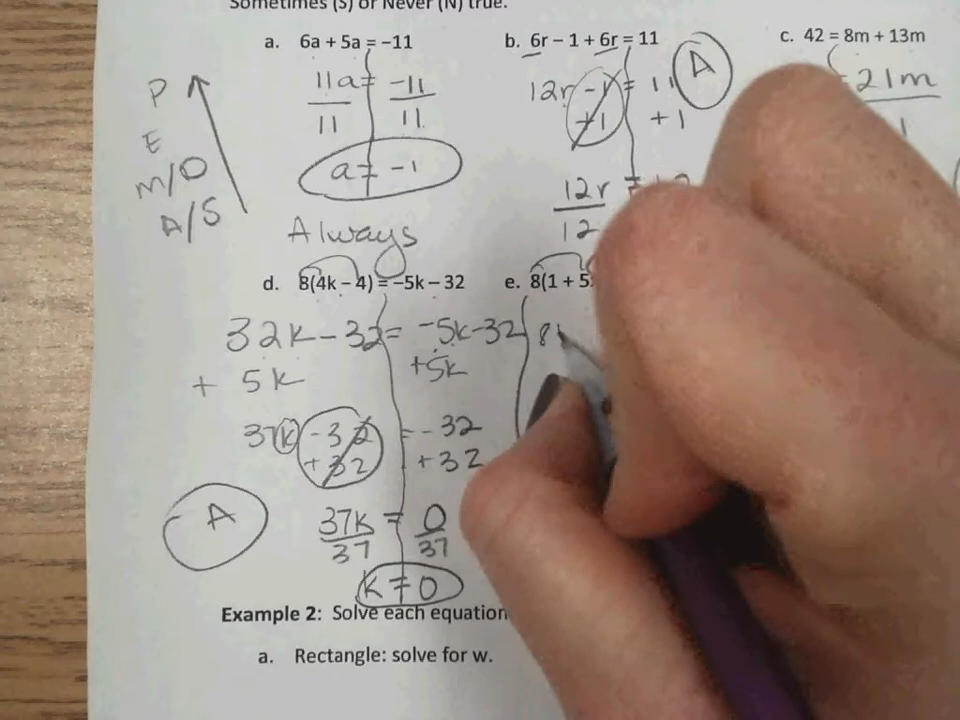 Sometimes (S) or Never (N) true.
a. 6a + 5a = −11
11a = -11
11 11
a = -1
Always
P
E
M/D
A/S
b. 6r − 1 + 6r = 11
12r - 1 = 11
+1 +1
12r =
12
A
c. 42 = 8m + 13m
21m
d. 8(4k − 4) = −5k − 32
32k - 32 = -5k - 32
+ 5k +5k
37k - 32 = - 32
+ 32 + 32
37k = 0
37 37
k = 0
A
e. 8(1 + 5
8
Example 2: Solve each equation
a. Rectangle: solve for w.